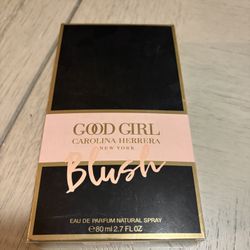 GOOD GIRL
CAROLINA HERRERA
NEW YORK
Blush
EAU DE PARFUM NATURAL SPRAY
℮80 ml 2.7 FL OZ